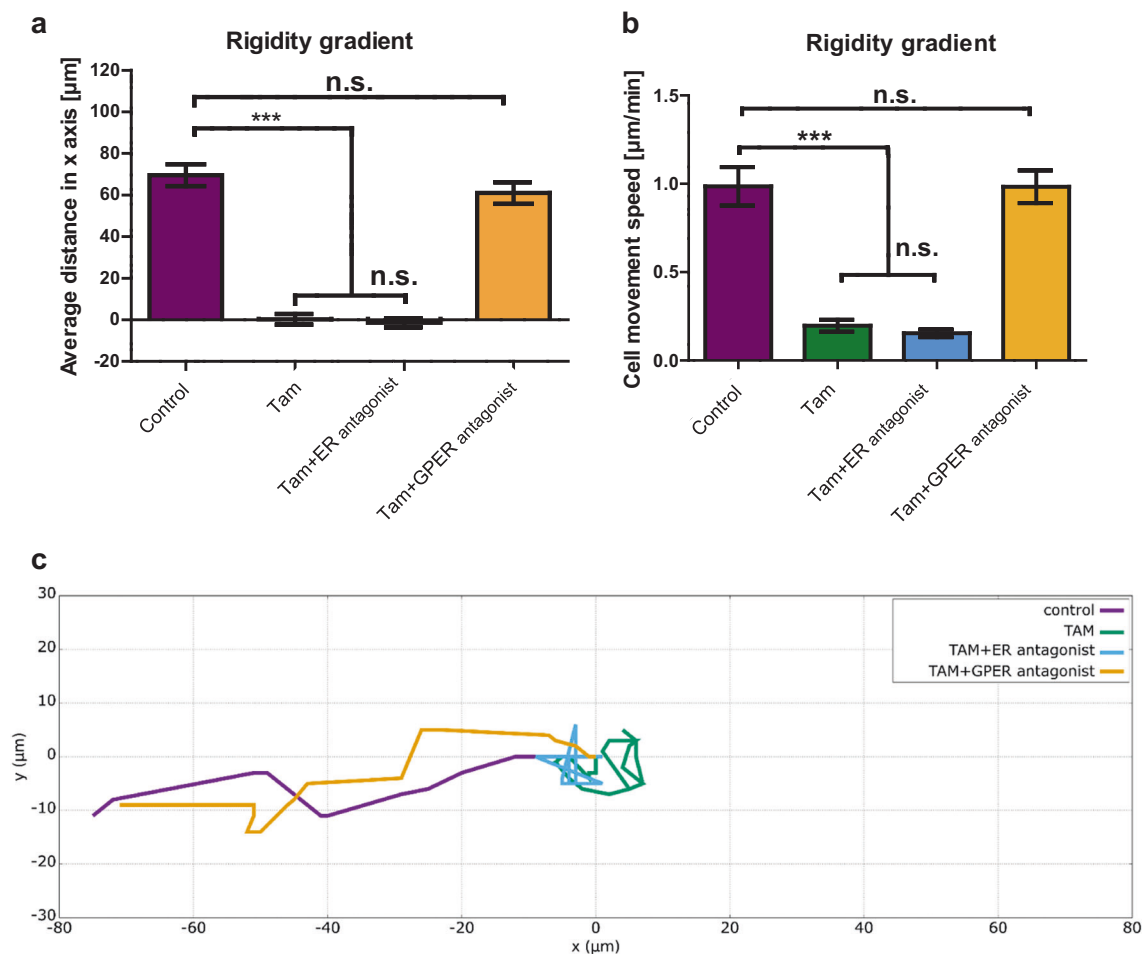 a
Rigidity gradient
Average distance in x axis [µm]
120
100
80
60
40
20
0
-20
n.s.
***
n.s.
Control
Tam
Tam+ER antagonist
Tam+GPER antagonist
b
Rigidity gradient
Cell movement speed [µm/min]
1.5
1.0
0.5
0.0
n.s.
***
n.s.
Control
Tam
Tam+ER antagonist
Tam+GPER antagonist
c
y (µm)
30
20
10
0
-10
-20
-30
control
TAM
TAM+ER antagonist
TAM+GPER antagonist
-80
-60
-40
-20
0
20
40
60
80
x (µm)